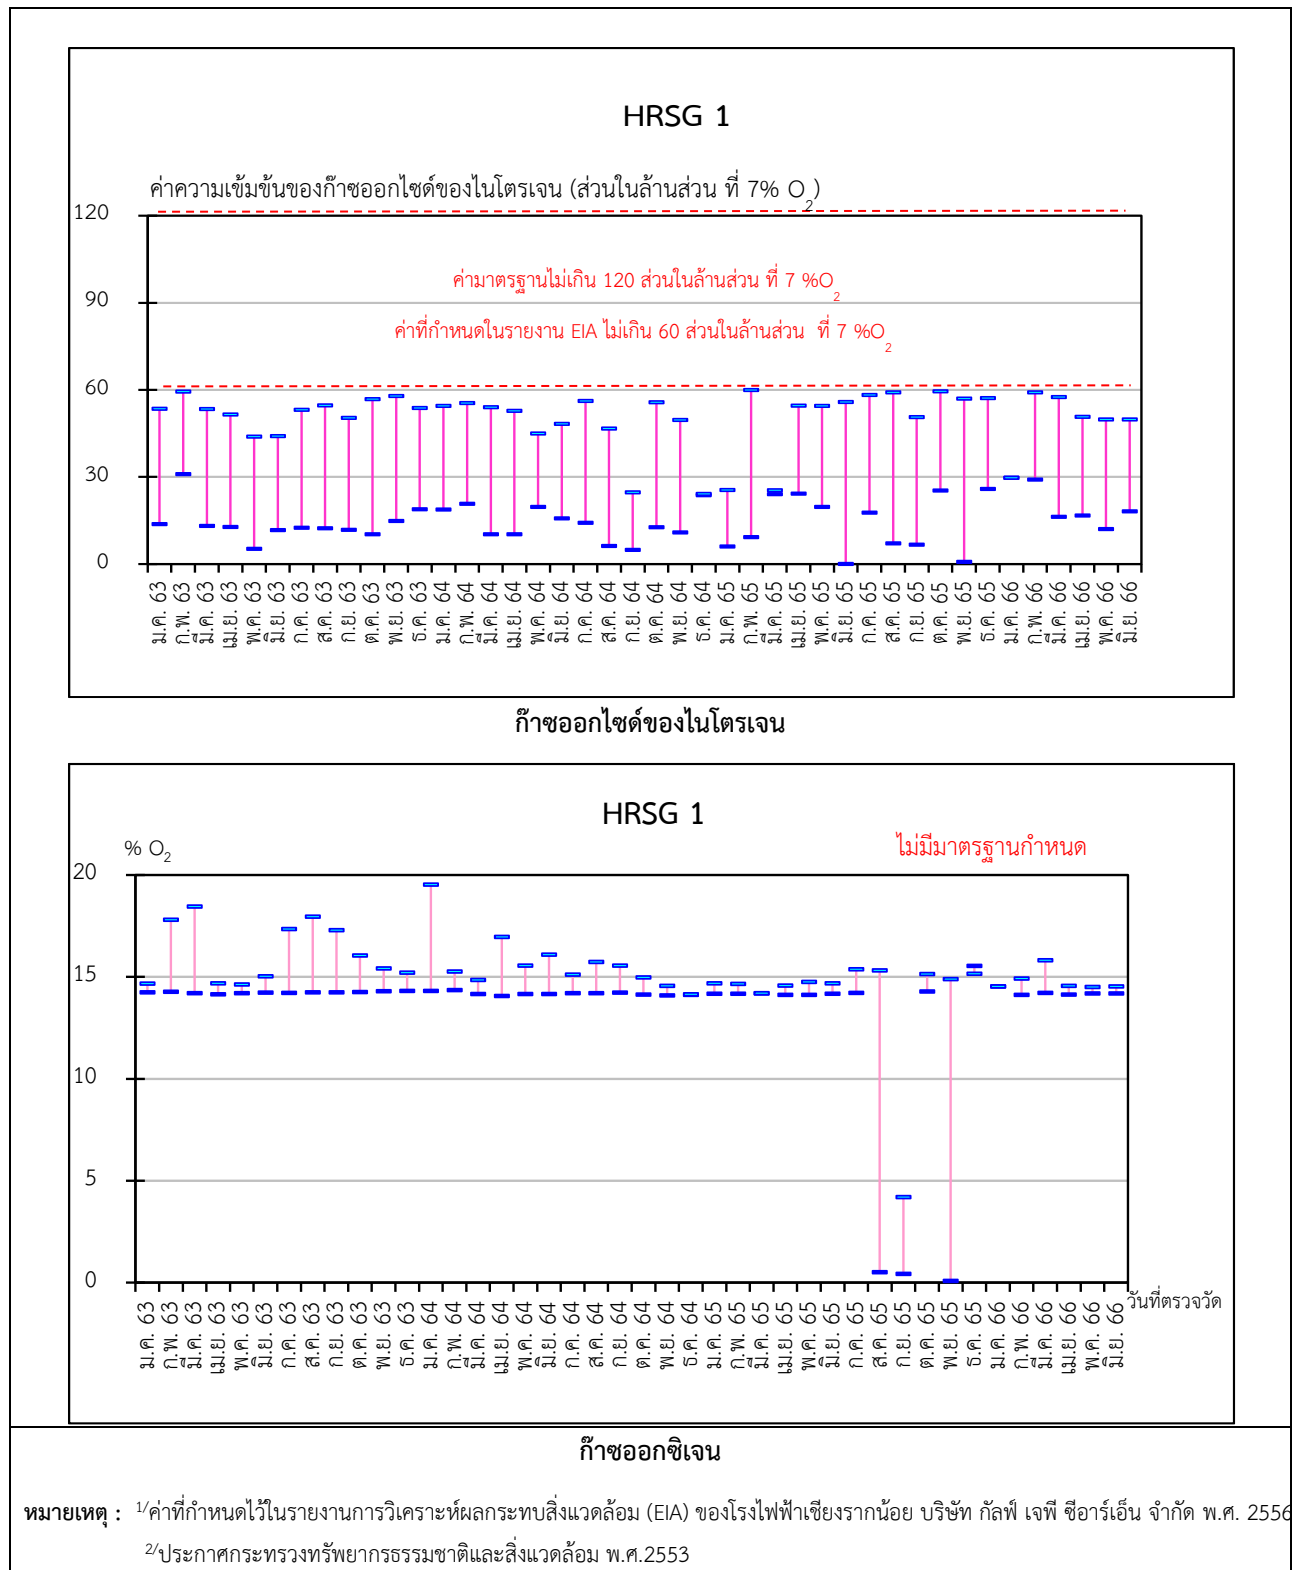 HRSG 1
ค่าความเข้มข้นของก๊าซออกไซด์ของไนโตรเจน (ส่วนในล้านส่วน ที่ 7% O2)
120
ค่ามาตรฐานไม่เกิน 120 ส่วนในล้านส่วน ที่ 7 %O2
90
ค่าที่กำหนดในรายงาน EIA ไม่เกิน 60 ส่วนในล้านส่วน ที่ 7 %O2
60
30
0
ม.ค. 63 ก.พ. 63 มี.ค. 63 เม.ย. 63 พ.ค. 63 มิ.ย. 63 ก.ค. 63 ส.ค. 63 ก.ย. 63 ต.ค. 63 พ.ย. 63 ธ.ค. 63 ม.ค. 64 ก.พ. 64 มี.ค. 64 เม.ย. 64 พ.ค. 64 มิ.ย. 64 ก.ค. 64 ส.ค. 64 ก.ย. 64 ต.ค. 64 พ.ย. 64 ธ.ค. 64 ม.ค. 65 ก.พ. 65 มี.ค. 65 เม.ย. 65 พ.ค. 65 มิ.ย. 65 ก.ค. 65 ส.ค. 65 ก.ย. 65 ต.ค. 65 พ.ย. 65 ธ.ค. 65 ม.ค. 66 ก.พ. 66 มี.ค. 66 เม.ย. 66 พ.ค. 66 มิ.ย. 66
ก๊าซออกไซด์ของไนโตรเจน
HRSG 1
% O2
ไม่มีมาตรฐานกำหนด
20
15
10
5
0
วันที่ตรวจวัด
ม.ค. 63 ก.พ. 63 มี.ค. 63 เม.ย. 63 พ.ค. 63 มิ.ย. 63 ก.ค. 63 ส.ค. 63 ก.ย. 63 ต.ค. 63 พ.ย. 63 ธ.ค. 63 ม.ค. 64 ก.พ. 64 มี.ค. 64 เม.ย. 64 พ.ค. 64 มิ.ย. 64 ก.ค. 64 ส.ค. 64 ก.ย. 64 ต.ค. 64 พ.ย. 64 ธ.ค. 64 ม.ค. 65 ก.พ. 65 มี.ค. 65 เม.ย. 65 พ.ค. 65 มิ.ย. 65 ก.ค. 65 ส.ค. 65 ก.ย. 65 ต.ค. 65 พ.ย. 65 ธ.ค. 65 ม.ค. 66 ก.พ. 66 มี.ค. 66 เม.ย. 66 พ.ค. 66 มิ.ย. 66
ก๊าซออกซิเจน
หมายเหตุ : 1/ค่าที่กำหนดไว้ในรายงานการวิเคราะห์ผลกระทบสิ่งแวดล้อม (EIA) ของโรงไฟฟ้าเชียงรากน้อย บริษัท กัลฟ์ เจพี ซีอาร์เอ็น จำกัด พ.ศ. 2556
2/ประกาศกระทรวงทรัพยากรธรรมชาติและสิ่งแวดล้อม พ.ศ.2553